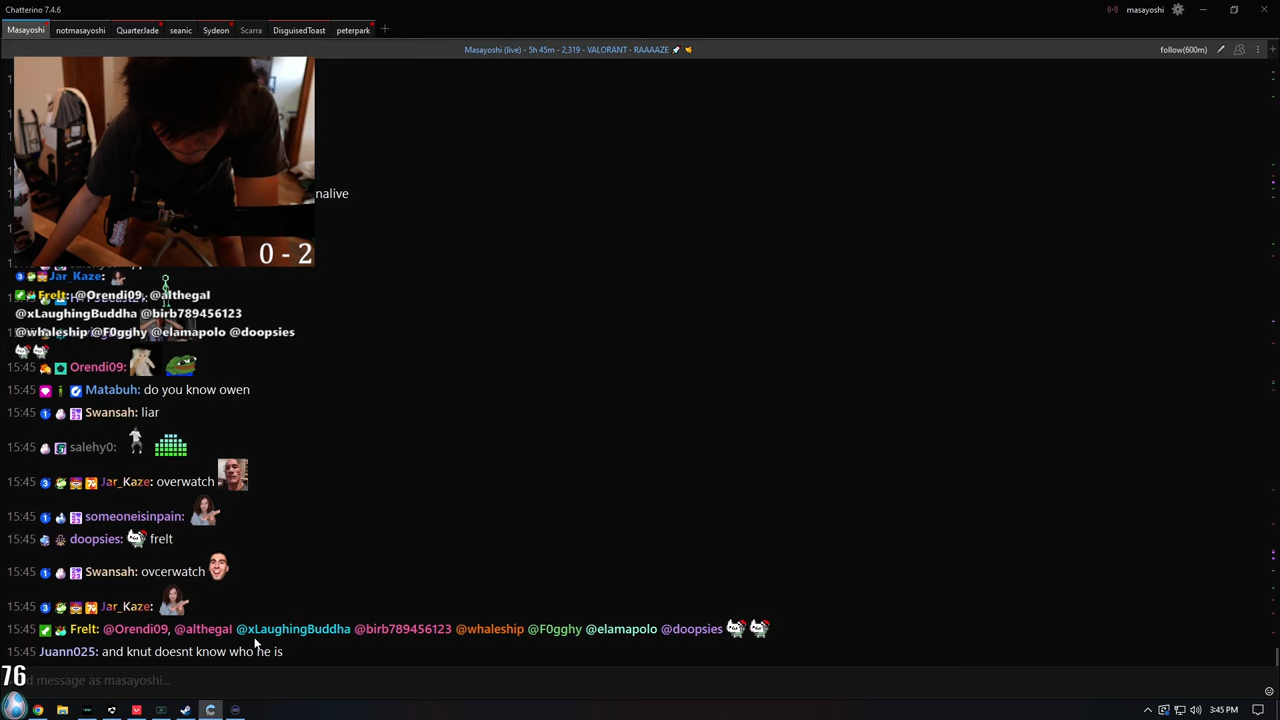 Chatterino 7.4.6
masayoshi
Masayoshi
notmasayoshi
QuarterJade
seanic
Sydeon
Scarra
DisguisedToast
peterpark
Masayoshi (live) - 5h 45m - 2,319 - VALORANT - RAAAAZE
follow(600m)
nalive
0 - 2
Jar_Kaze:
Frelt: @Orendi09, @althegal
@xLaughingBuddha @birb789456123
@whaleship @F0gghy @elamapolo @doopsies
15:45 Orendi09:
15:45 Matabuh: do you know owen
15:45 Swansah: liar
15:45 salehy0:
15:45 Jar_Kaze: overwatch
15:45 someoneisinpain:
15:45 doopsies: frelt
15:45 Swansah: ovcerwatch
15:45 Jar_Kaze:
15:45 Frelt: @Orendi09, @althegal @xLaughingBuddha @birb789456123 @whaleship @F0gghy @elamapolo @doopsies
15:45 Juann025: and knut doesnt know who he is
76
d message as masayoshi...
3:45 PM